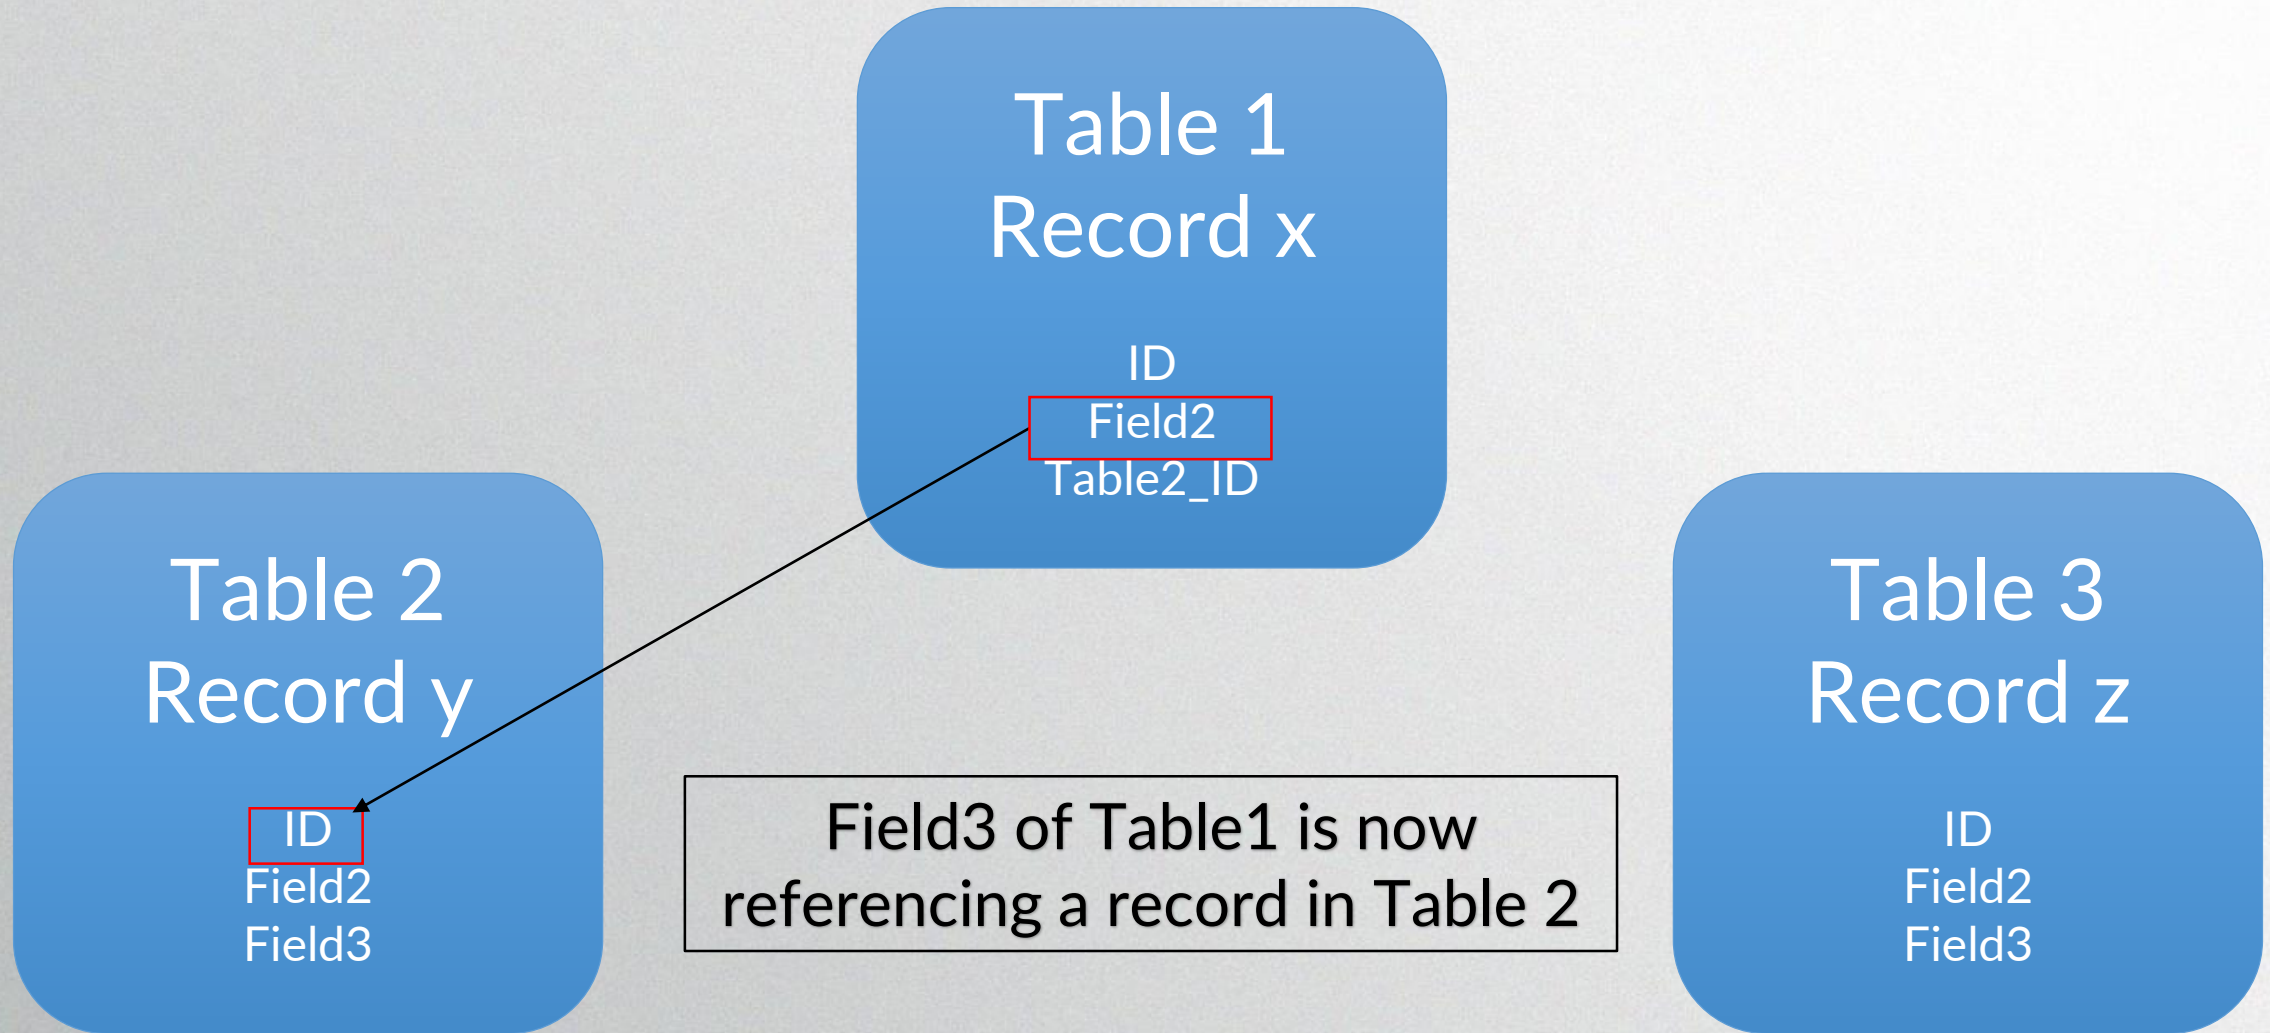 Table 1
Record x
ID
Field2
Table2_ID
Table 2
Record y
ID
Field2
Field3
Field3 of Table1 is now
referencing a record in Table 2
Table 3
Record z
ID
Field2
Field3